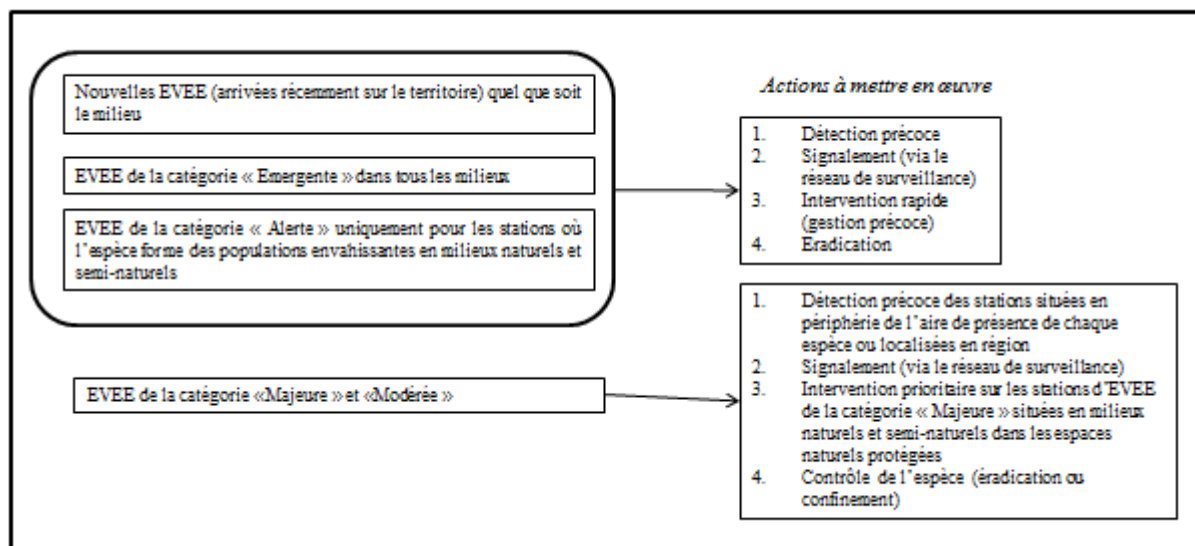 Nouvelles EVEE (arrivées récemment sur le territoire) quel que soit
le milieu
EVEE de la catégorie « Emergente » dans tous les milieux
EVEE de la catégorie « Alerte » uniquement pour les stations où
l'espèce forme des populations envahissantes en milieux naturels et
semi-naturels
EVEE de la catégorie «Majeure » et «Modérée »
Actions à mettre en œuvre
1. Détection précoce
2. Signalement (via le
réseau de surveillance)
3. Intervention rapide
(gestion précoce)
4. Eradication
1. Détection précoce des stations situées en
périphérie de l'aire de présence de chaque
espèce ou localisées en région
2. Signalement (via le réseau de surveillance)
3. Intervention prioritaire sur les stations d'EVEE
de la catégorie « Majeure » situées en milieux
naturels et semi-naturels dans les espaces
naturels protégées
4. Contrôle de l'espèce (éradication ou
confinement)